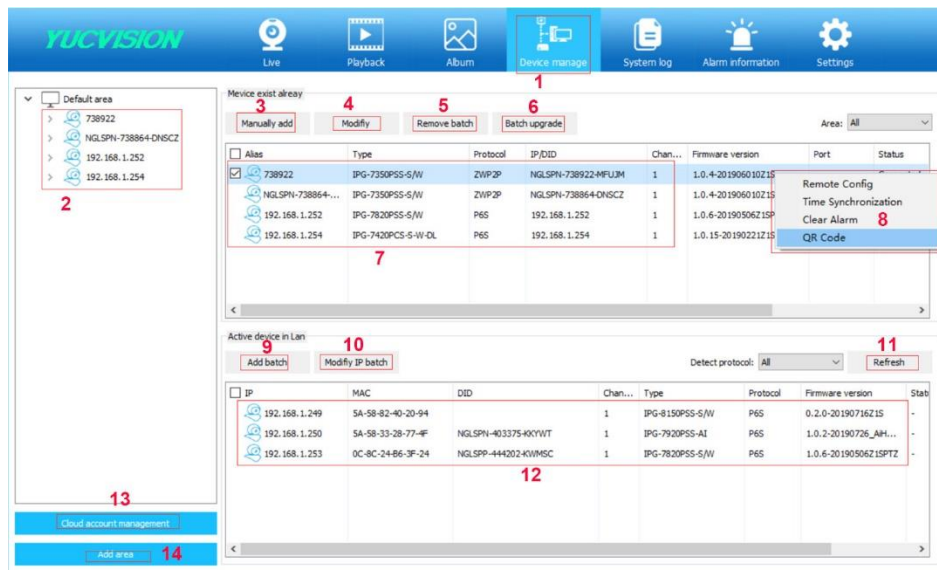 YUCVISION
Live Playback Album Device manage System log Alarm information Settings
1
Default area
738922
NGLSPN-738864-DNSCZ
192.168.1.252
192.168.1.254
2
Mevice exist alreay
3 4 5 6
Manually add Modifiy Remove batch Batch upgrade Area: All
Alias Type Protocol IP/DID Chan... Firmware version Port Status
738922 IPG-7350PSS-S/W ZWP2P NGLSPN-738922-MFUJM 1 1.0.4-201906010Z1S
NGLSPN-738864-... IPG-7350PSS-S/W ZWP2P NGLSPN-738864-DNSCZ 1 1.0.4-201906010Z1S
192.168.1.252 IPG-7820PSS-S/W P6S 192.168.1.252 1 1.0.6-20190506Z1SP
192.168.1.254 IPG-7420PCS-S-W-DL P6S 192.168.1.254 1 1.0.15-20190221Z1S
7
Remote Config
Time Synchronization
Clear Alarm 8
QR Code
Active device in Lan
9 10 11
Add batch Modifiy IP batch Detect protocol: All Refresh
IP MAC DID Chan... Type Protocol Firmware version Stat
192.168.1.249 5A-58-82-40-20-94 1 IPG-8150PSS-S/W P6S 0.2.0-20190716Z1S -
192.168.1.250 5A-58-33-28-77-4F NGLSPN-403375-KKYWT 1 IPG-7920PSS-AI P6S 1.0.2-20190726_AiH... -
192.168.1.253 0C-8C-24-B6-3F-24 NGLSPP-444202-KWMSC 1 IPG-7820PSS-S/W P6S 1.0.6-20190506Z1SPTZ -
12
13
Cloud account management
Add area 14